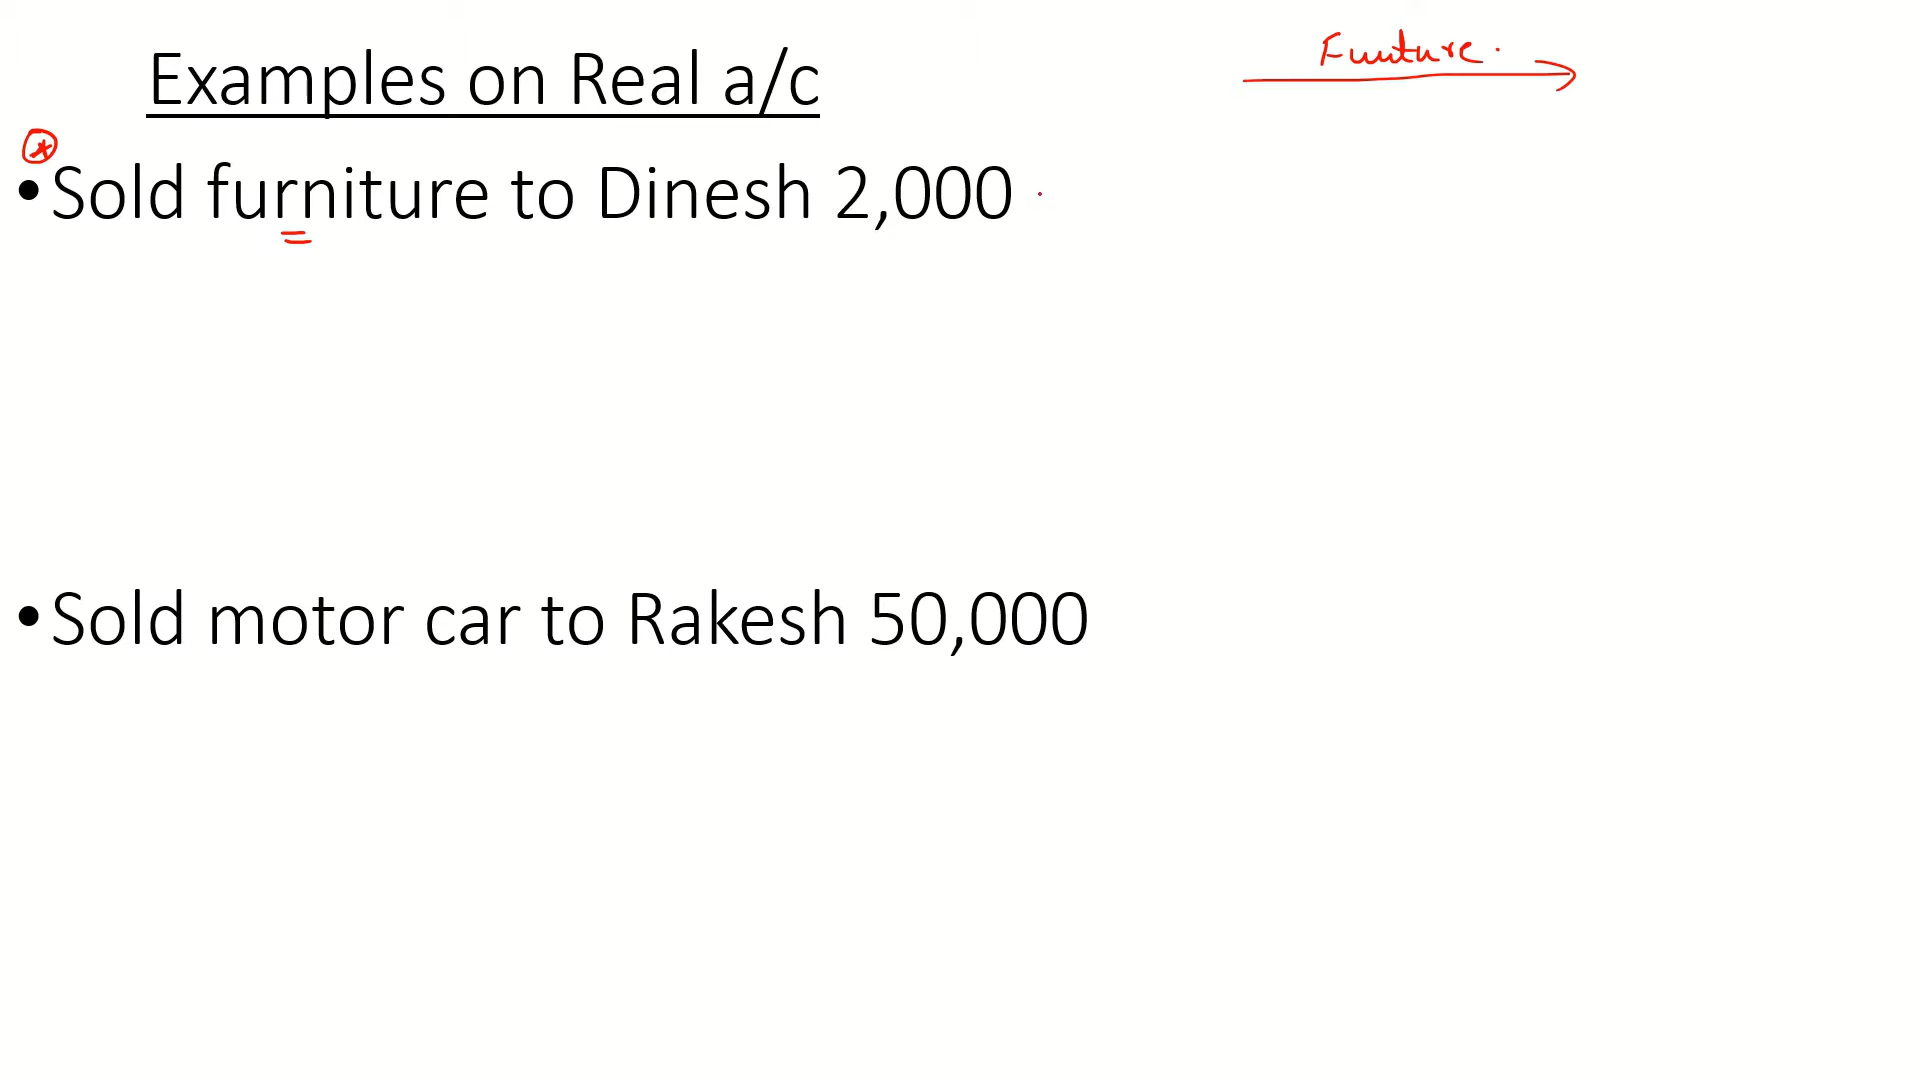 Examples on Real a/c
Furniture.
• Sold furniture to Dinesh 2,000
• Sold motor car to Rakesh 50,000